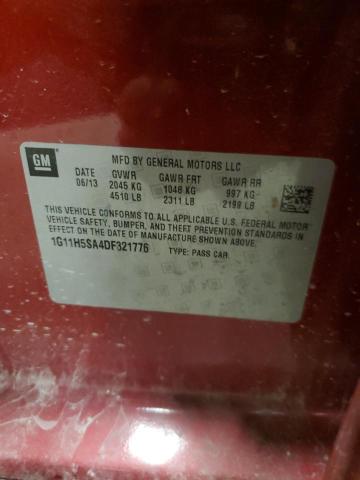 GM
MFD BY GENERAL MOTORS LLC
DATE GVWR GAWR FRT GAWR RR
06/13 2045 KG 1048 KG 997 KG
4510 LB 2311 LB 2199 LB
THIS VEHICLE CONFORMS TO ALL APPLICABLE U.S. FEDERAL MOTOR
VEHICLE SAFETY, BUMPER, AND THEFT PREVENTION STANDARDS IN
EFFECT ON THE DATE OF MANUFACTURE SHOWN ABOVE.
1G11H5SA4DF321776 TYPE: PASS CAR